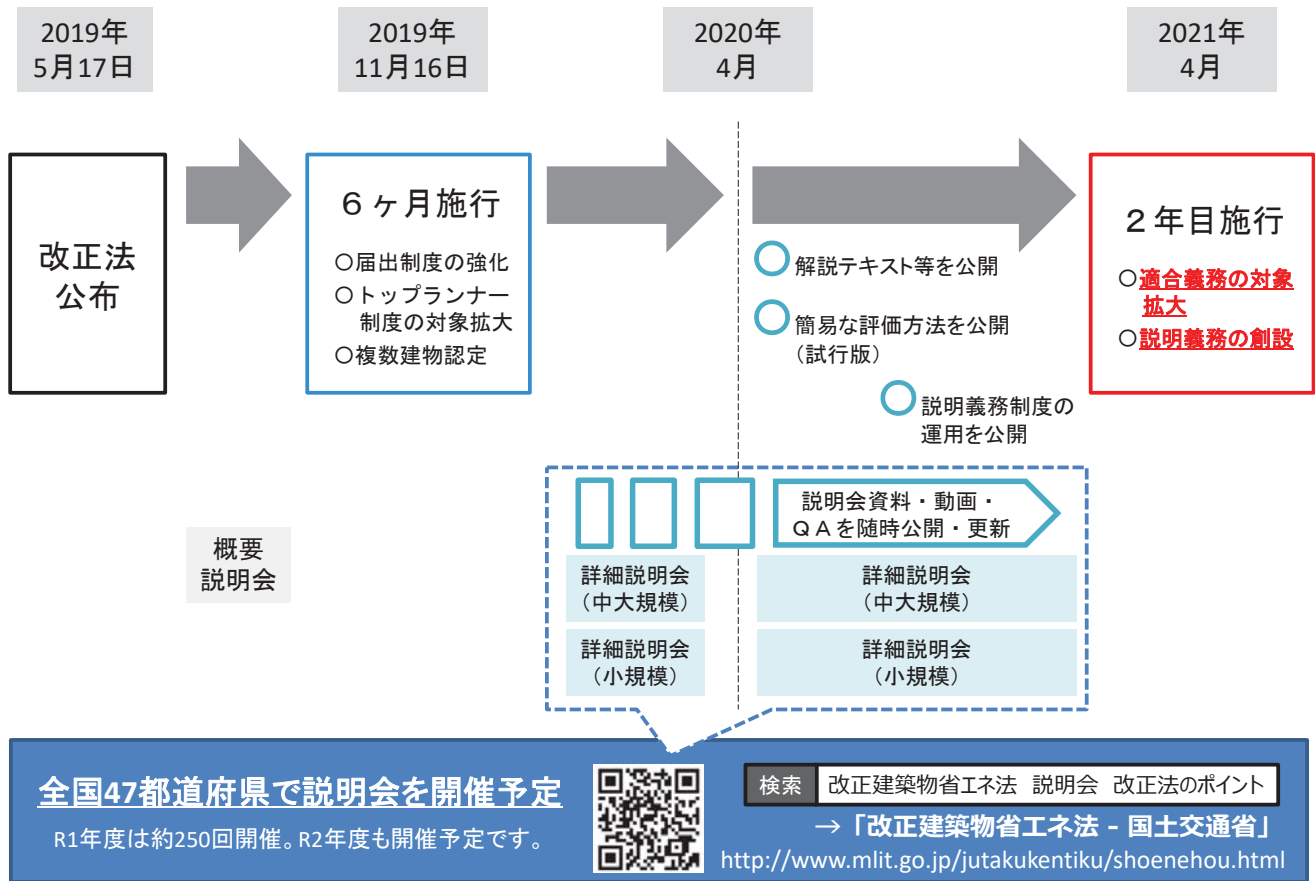 2019年
5月17日
2019年
11月16日
2020年
4月
2021年
4月
改正法
公布
６ヶ月施行
○届出制度の強化
○トップランナー
制度の対象拡大
○複数建物認定
解説テキスト等を公開
簡易な評価方法を公開
（試行版）
説明義務制度の
運用を公開
２年目施行
○適合義務の対象
拡大
○説明義務の創設
概要
説明会
説明会資料・動画・
ＱＡを随時公開・更新
詳細説明会
（中大規模）
詳細説明会
（中大規模）
詳細説明会
（小規模）
詳細説明会
（小規模）
全国47都道府県で説明会を開催予定
R1年度は約250回開催。R2年度も開催予定です。
検索 改正建築物省エネ法 説明会 改正法のポイント
→「改正建築物省エネ法 - 国土交通省」
http://www.mlit.go.jp/jutakukentiku/shoenehou.html